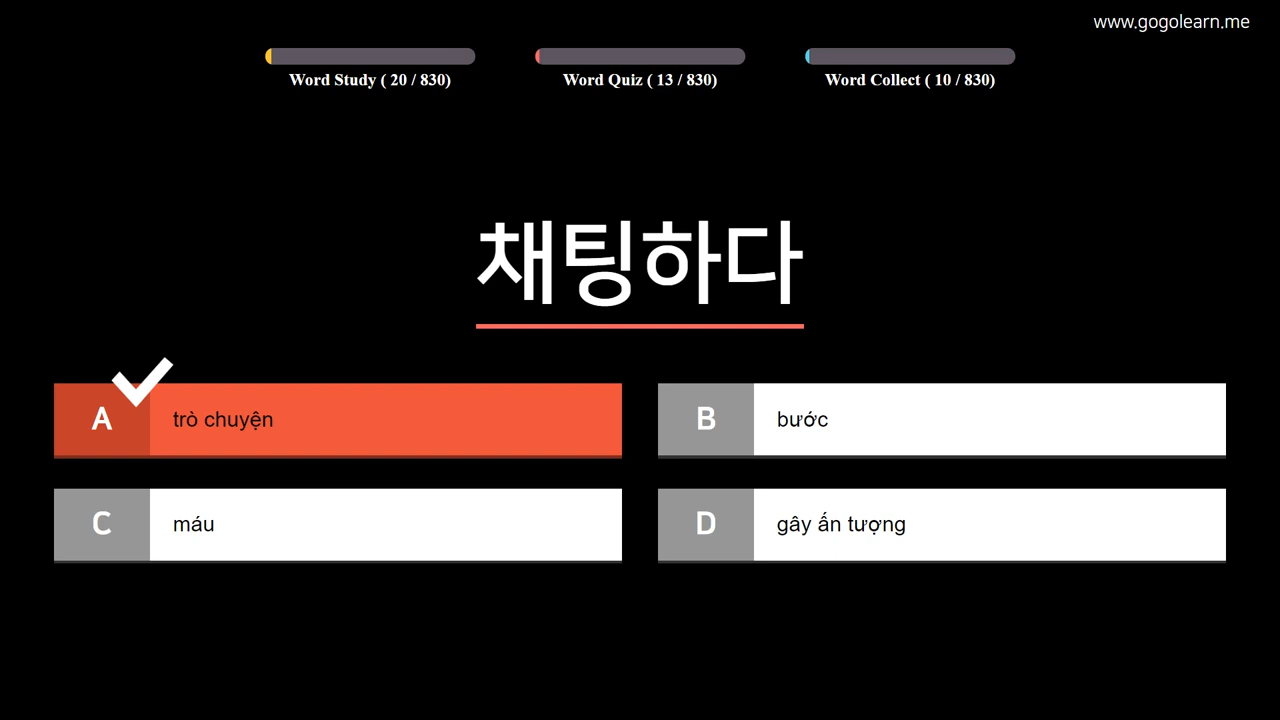 www.gogolearn.me
Word Study ( 20 / 830)
Word Quiz ( 13 / 830)
Word Collect ( 10 / 830)
채팅하다
A trò chuyện
B bước
C máu
D gây ấn tượng